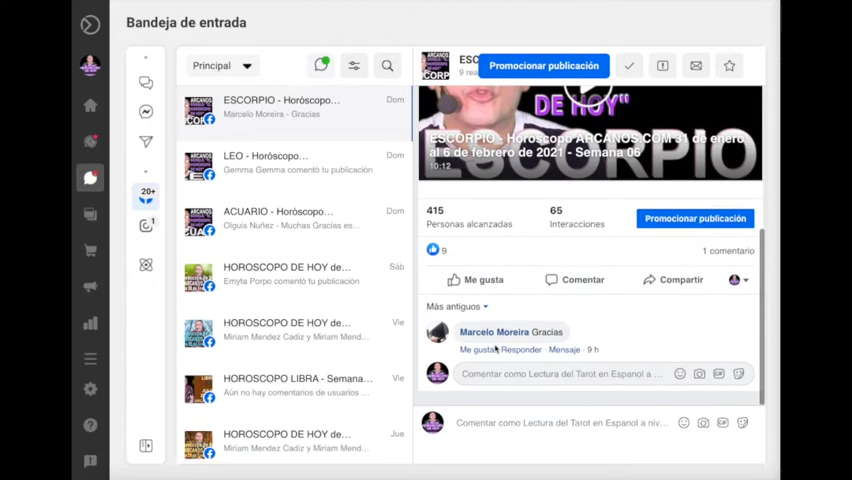 Bandeja de entrada
Principal
20+
1
ESCORPIO - Horóscopo...
Dom
Marcelo Moreira - Gracias
LEO - Horóscopo...
Dom
Gemma Gemma comentó tu publicación
ACUARIO - Horóscopo...
Dom
Olguis Nuñez - Muchas Gracias es...
HOROSCOPO DE HOY de...
Sáb
Emyta Porpo comentó tu publicación
HOROSCOPO DE HOY de...
Vie
Miriam Mendez Cadiz y Miriam Mend...
HOROSCOPO LIBRA - Semana...
Vie
Aún no hay comentarios de usuarios ...
HOROSCOPO DE HOY de...
Jue
Miriam Mendez Cadiz y Miriam Mend...
ESC
9 rea
Promocionar publicación
DE HOY"
ESCORPIO - Horóscopo ARCANOS.COM 31 de enero
al 6 de febrero de 2021 - Semana 06
10:12
ESCORPIO
415
Personas alcanzadas
65
Interacciones
Promocionar publicación
9
1 comentario
Me gusta
Comentar
Compartir
Más antiguos
Marcelo Moreira Gracias
Me gusta · Responder · Mensaje · 9 h
Comentar como Lectura del Tarot en Espanol a ...
Comentar como Lectura del Tarot en Espanol a niv...